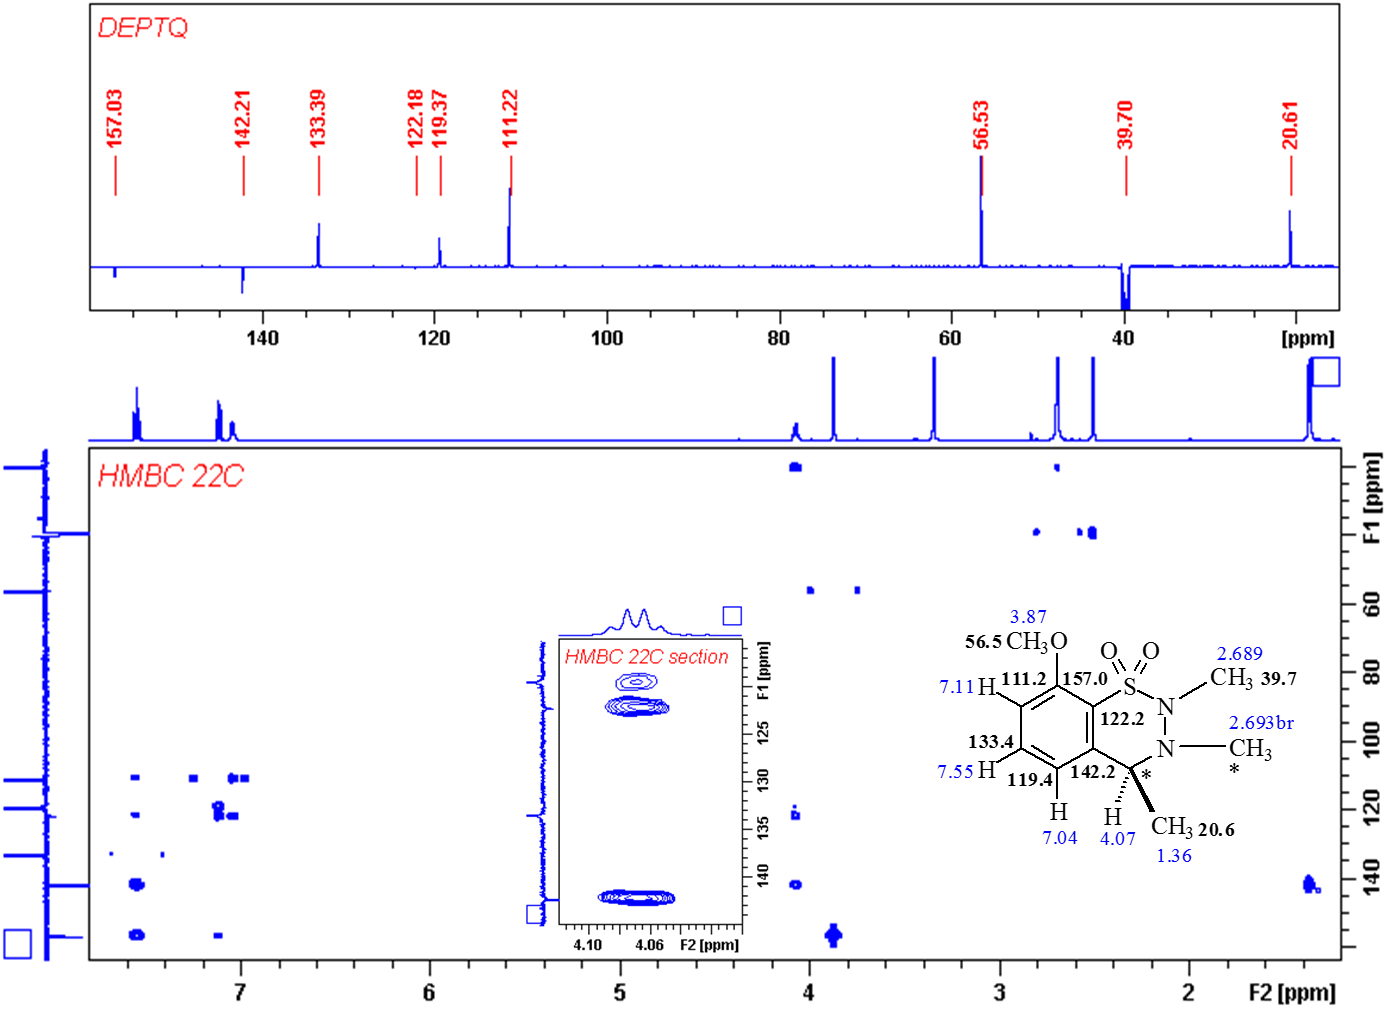 DEPTQ
157.03 142.21 133.39 122.18 119.37 111.22 56.53 39.70 20.61
140 120 100 80 60 40 [ppm]
HMBC 22C
F1 [ppm]
60
80
100
120
140
7 6 5 4 3 2 F2 [ppm]
HMBC 22C section
F1 [ppm]
125
130
135
140
4.10 4.06 F2 [ppm]
3.87
56.5 CH3O O O 2.689
7.11 H 111.2 157.0 S CH3 39.7
N
122.2 2.693br
133.4 N CH3
7.55 H 119.4 142.2 * *
H H CH3 20.6
7.04 4.07 1.36